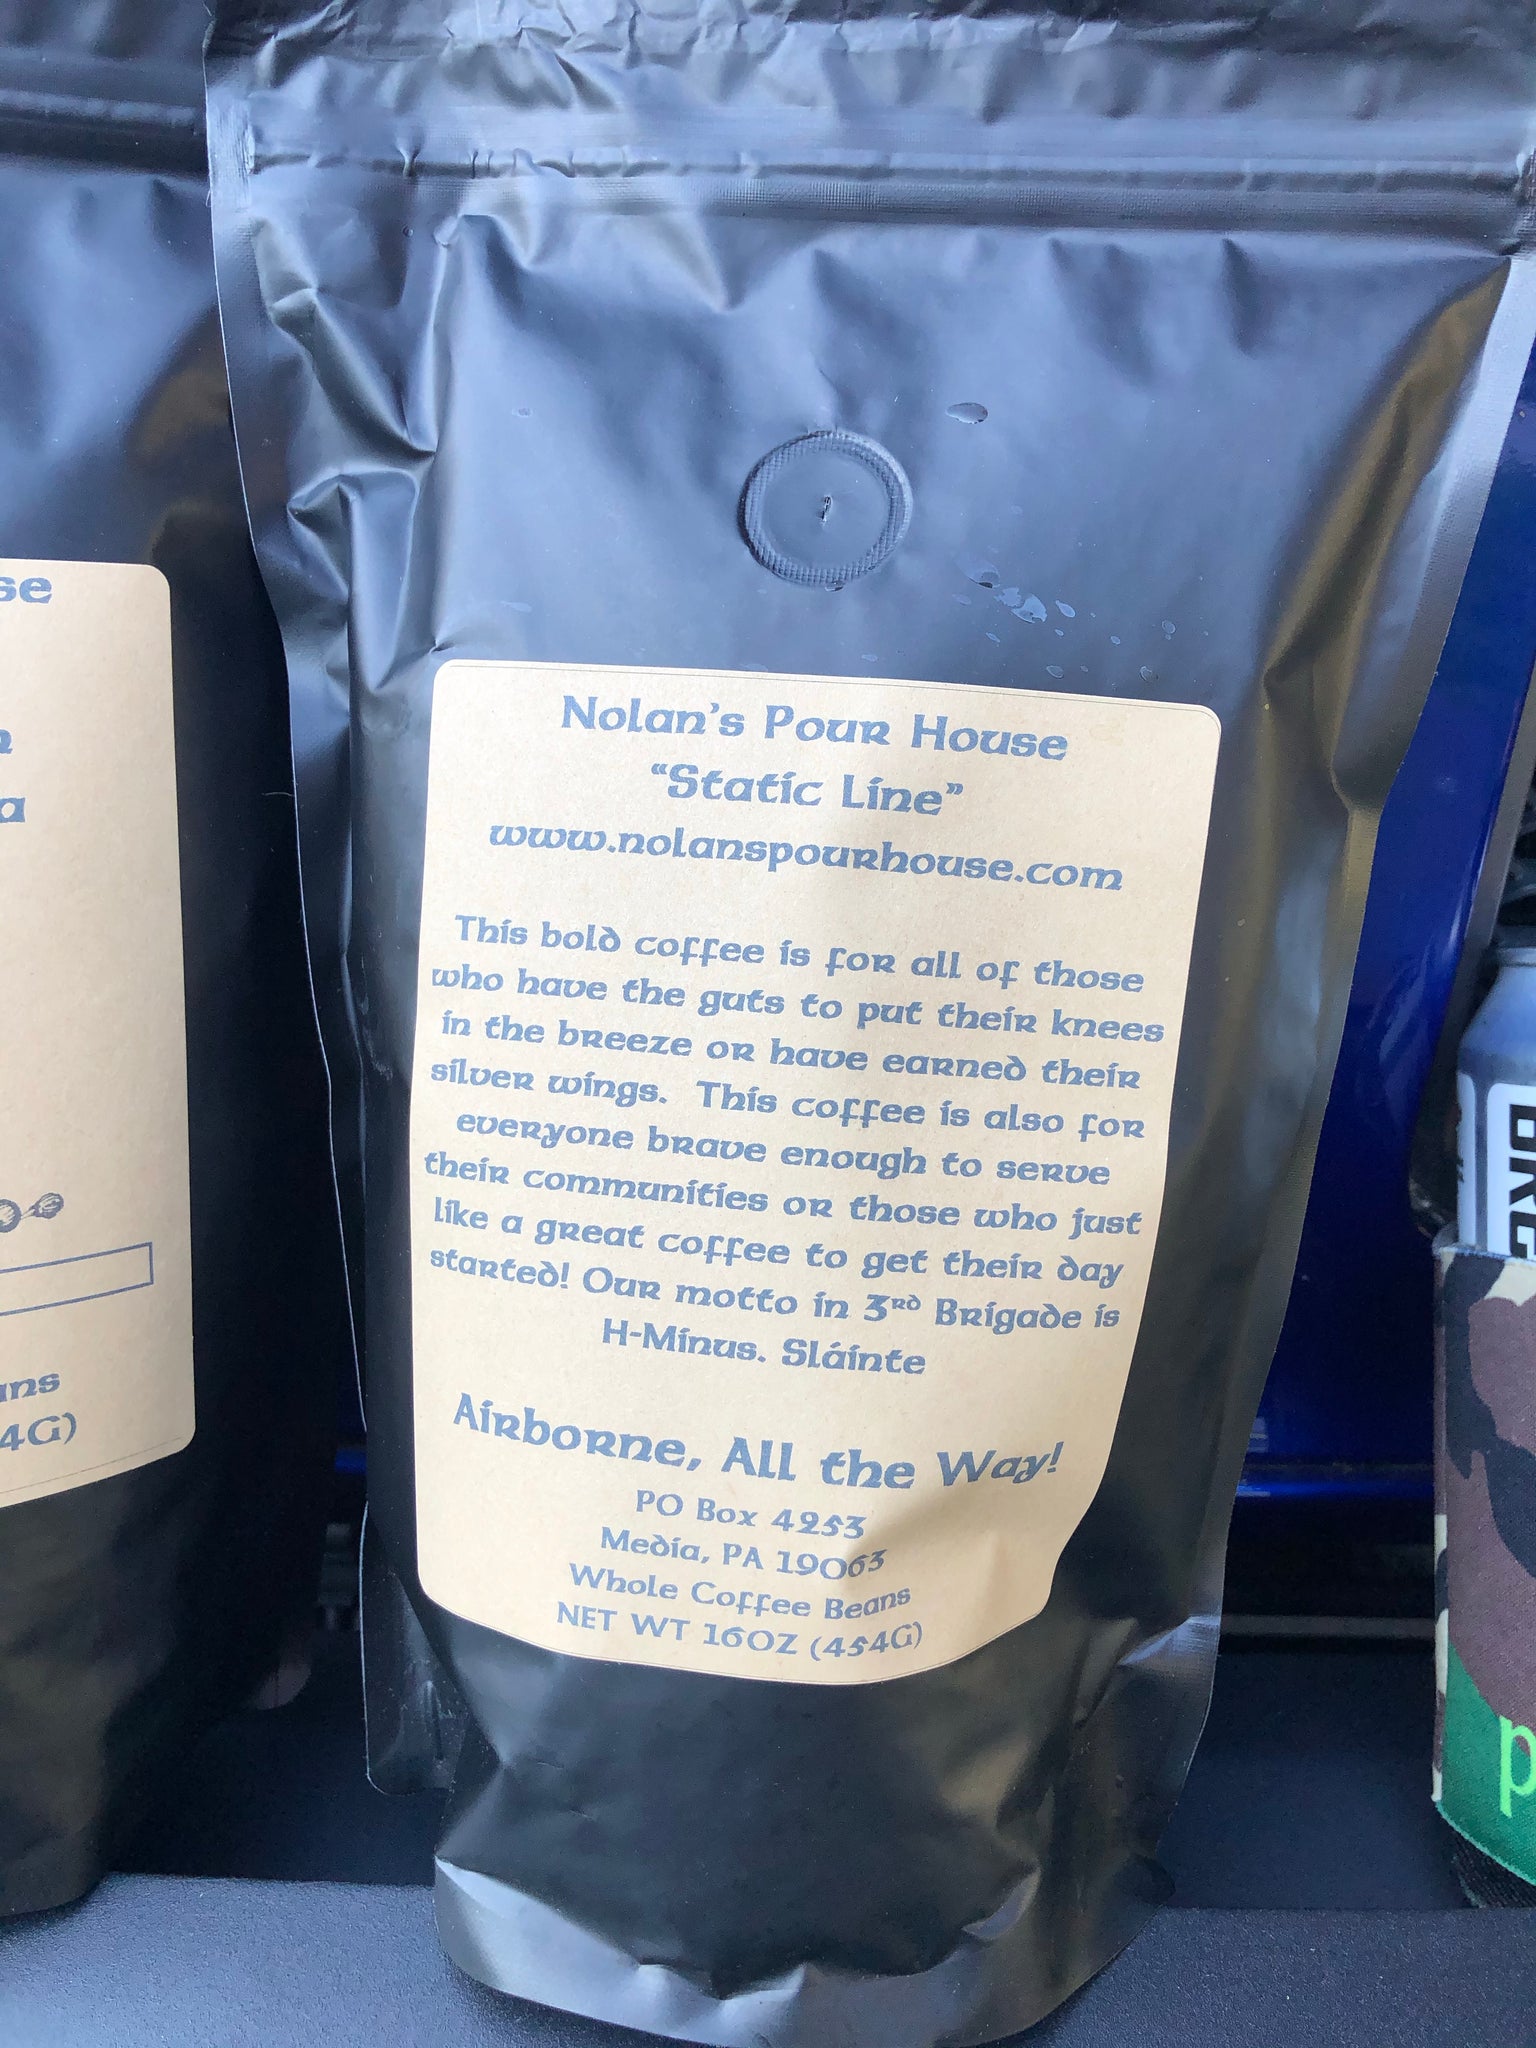 Nolan's Pour House
"Static Line"
www.nolanspourhouse.com
This bold coffee is for all of those
who have the guts to put their knees
in the breeze or have earned their
silver wings.  This coffee is also for
everyone brave enough to serve
their communities or those who just
like a great coffee to get their day
started! Our motto in 3rd Brigade is
H-Minus. Sláinte
Airborne, All the Way!
PO Box 4253
Media, PA 19063
Whole Coffee Beans
NET WT 16OZ (454G)
se
a
ans
4G)
p